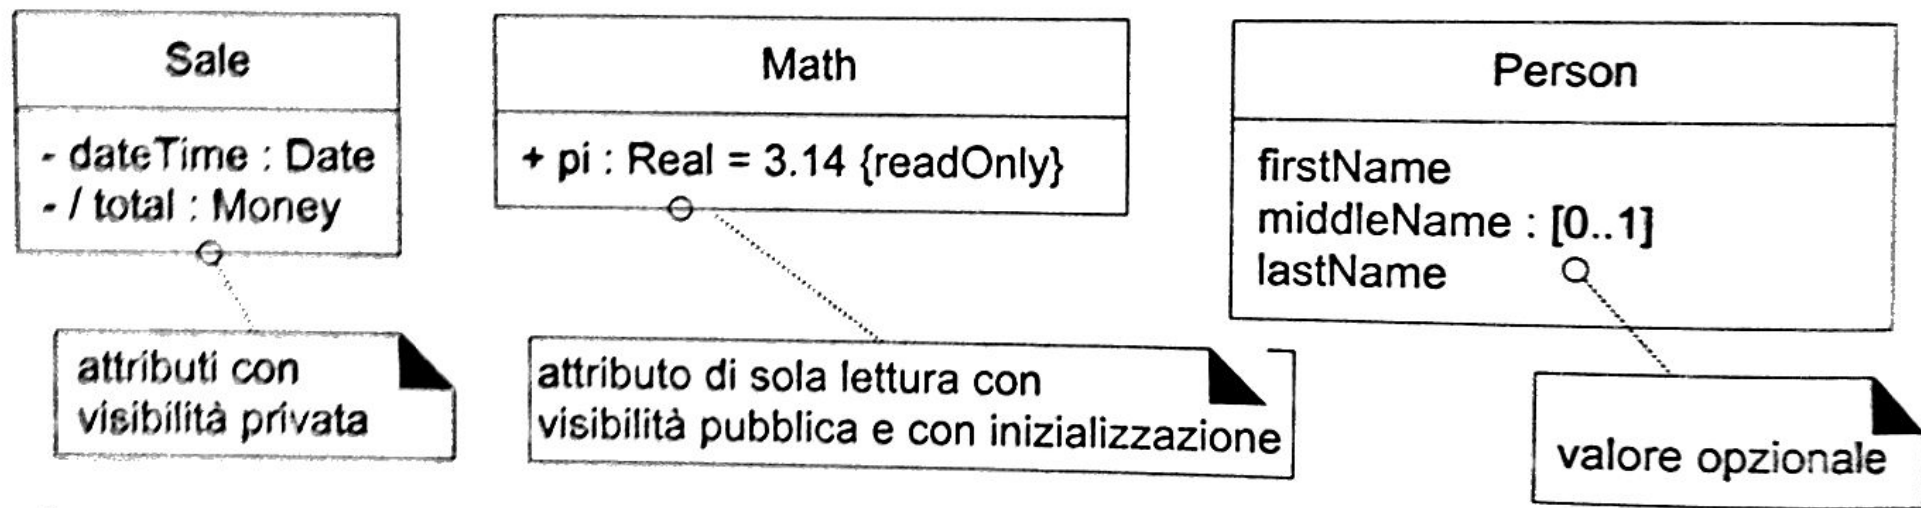 Sale
- dateTime : Date
- / total : Money
attributi con
visibilità privata
Math
+ pi : Real = 3.14 {readOnly}
attributo di sola lettura con
visibilità pubblica e con inizializzazione
Person
firstName
middleName : [0..1]
lastName
valore opzionale